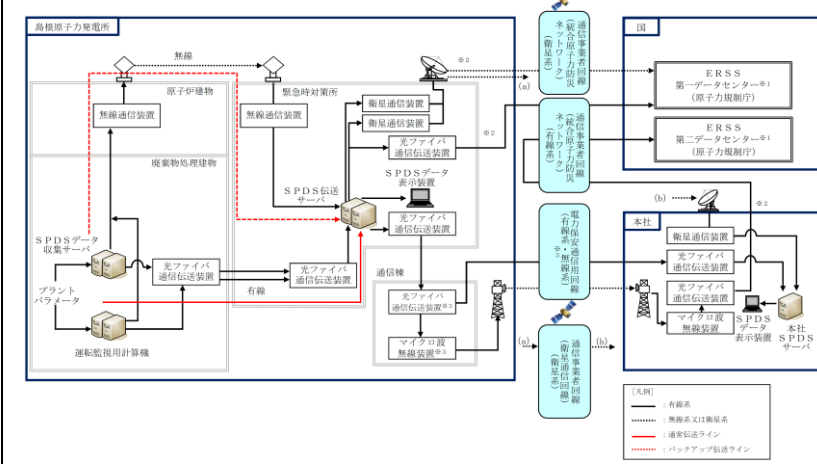 島根原子力発電所
無線
原子炉建物
無線通信装置
緊急時対策所
無線通信装置
衛星通信装置
衛星通信装置
光ファイバ
通信伝送装置
※2
(a)
※2
廃棄物処理建物
SPDS伝送
サーバ
SPDSデータ
表示装置
光ファイバ
通信伝送装置
SPDSデータ
収集サーバ
プラント
パラメータ
光ファイバ
通信伝送装置
光ファイバ
通信伝送装置
有線
運転監視用計算機
通信棟
光ファイバ
通信伝送装置※3
マイクロ波
無線装置※3
通信事業者回線
(統合原子力防災
ネットワーク)
(衛星系)
通信事業者回線
(統合原子力防災
ネットワーク)
(有線系)
電力保安通信用回線
(有線系・無線系)
※3
(a)
通信事業者回線
(衛星通信回線)
(衛星系)
(b)
国
ERSS
第一データセンター※1
(原子力規制庁)
ERSS
第二データセンター※1
(原子力規制庁)
(b)
※2
本社
衛星通信装置
光ファイバ
通信伝送装置
光ファイバ
通信伝送装置
マイクロ波
無線装置
SPDS
データ
表示装置
本社
SPDS
サーバ
[凡例]
:有線系
:無線系又は衛星系
:通常伝送ライン
:バックアップ伝送ライン